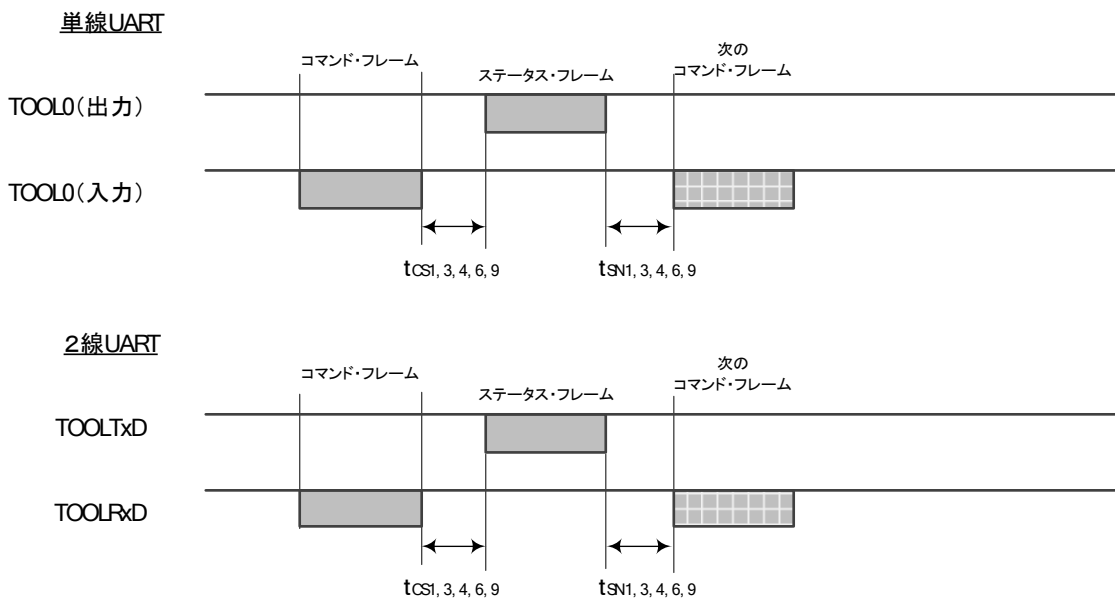 単線UART
コマンド・フレーム
ステータス・フレーム
次の
コマンド・フレーム
TOOL0(出力)
TOOL0(入力)
tCS1, 3, 4, 6, 9
tSN1, 3, 4, 6, 9
2線UART
コマンド・フレーム
ステータス・フレーム
次の
コマンド・フレーム
TOOLTxD
TOOLRxD
tCS1, 3, 4, 6, 9
tSN1, 3, 4, 6, 9